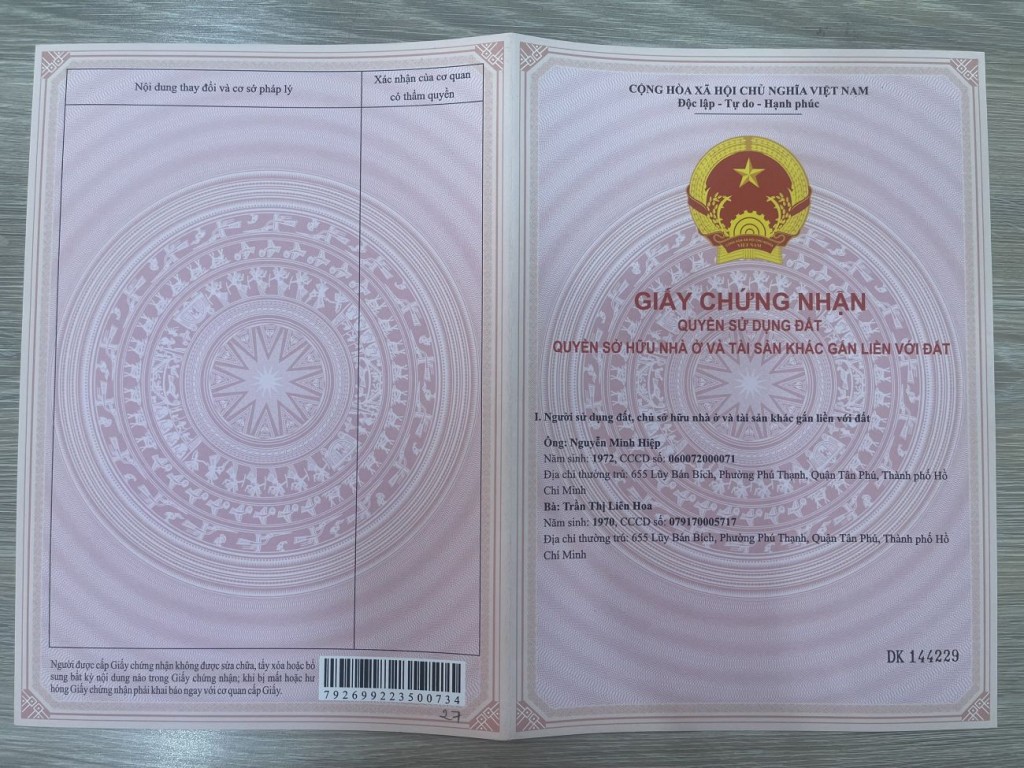 Nội dung thay đổi và cơ sở pháp lý
Xác nhận của cơ quan
có thẩm quyền
Người được cấp Giấy chứng nhận không được sửa chữa, tẩy xóa hoặc bổ
sung bất kỳ nội dung nào trong Giấy chứng nhận; khi bị mất hoặc hư
hỏng Giấy chứng nhận phải khai báo ngay với cơ quan cấp Giấy.
792699223500734
27
CỘNG HÒA XÃ HỘI CHỦ NGHĨA VIỆT NAM
Độc lập - Tự do - Hạnh phúc
VIỆT NAM
GIẤY CHỨNG NHẬN
QUYỀN SỬ DỤNG ĐẤT
QUYỀN SỞ HỮU NHÀ Ở VÀ TÀI SẢN KHÁC GẮN LIỀN VỚI ĐẤT
I. Người sử dụng đất, chủ sở hữu nhà ở và tài sản khác gắn liền với đất
Ông: Nguyễn Minh Hiệp
Năm sinh: 1972, CCCD số: 060072000071
Địa chỉ thường trú: 655 Lũy Bán Bích, Phường Phú Thạnh, Quận Tân Phú, Thành phố Hồ
Chí Minh
Bà: Trần Thị Liên Hoa
Năm sinh: 1970, CCCD số: 079170005717
Địa chỉ thường trú: 655 Lũy Bán Bích, Phường Phú Thạnh, Quận Tân Phú, Thành phố Hồ
Chí Minh
DK 144229